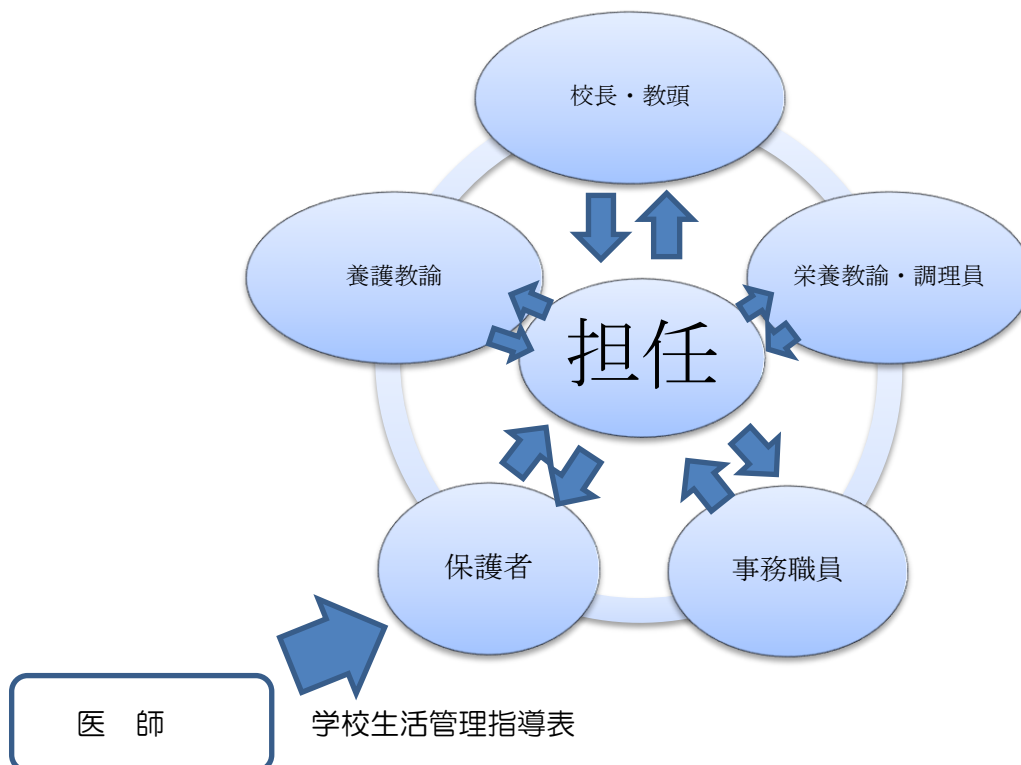 校長・教頭
養護教諭
栄養教諭・調理員
担任
保護者
事務職員
医　師
学校生活管理指導表